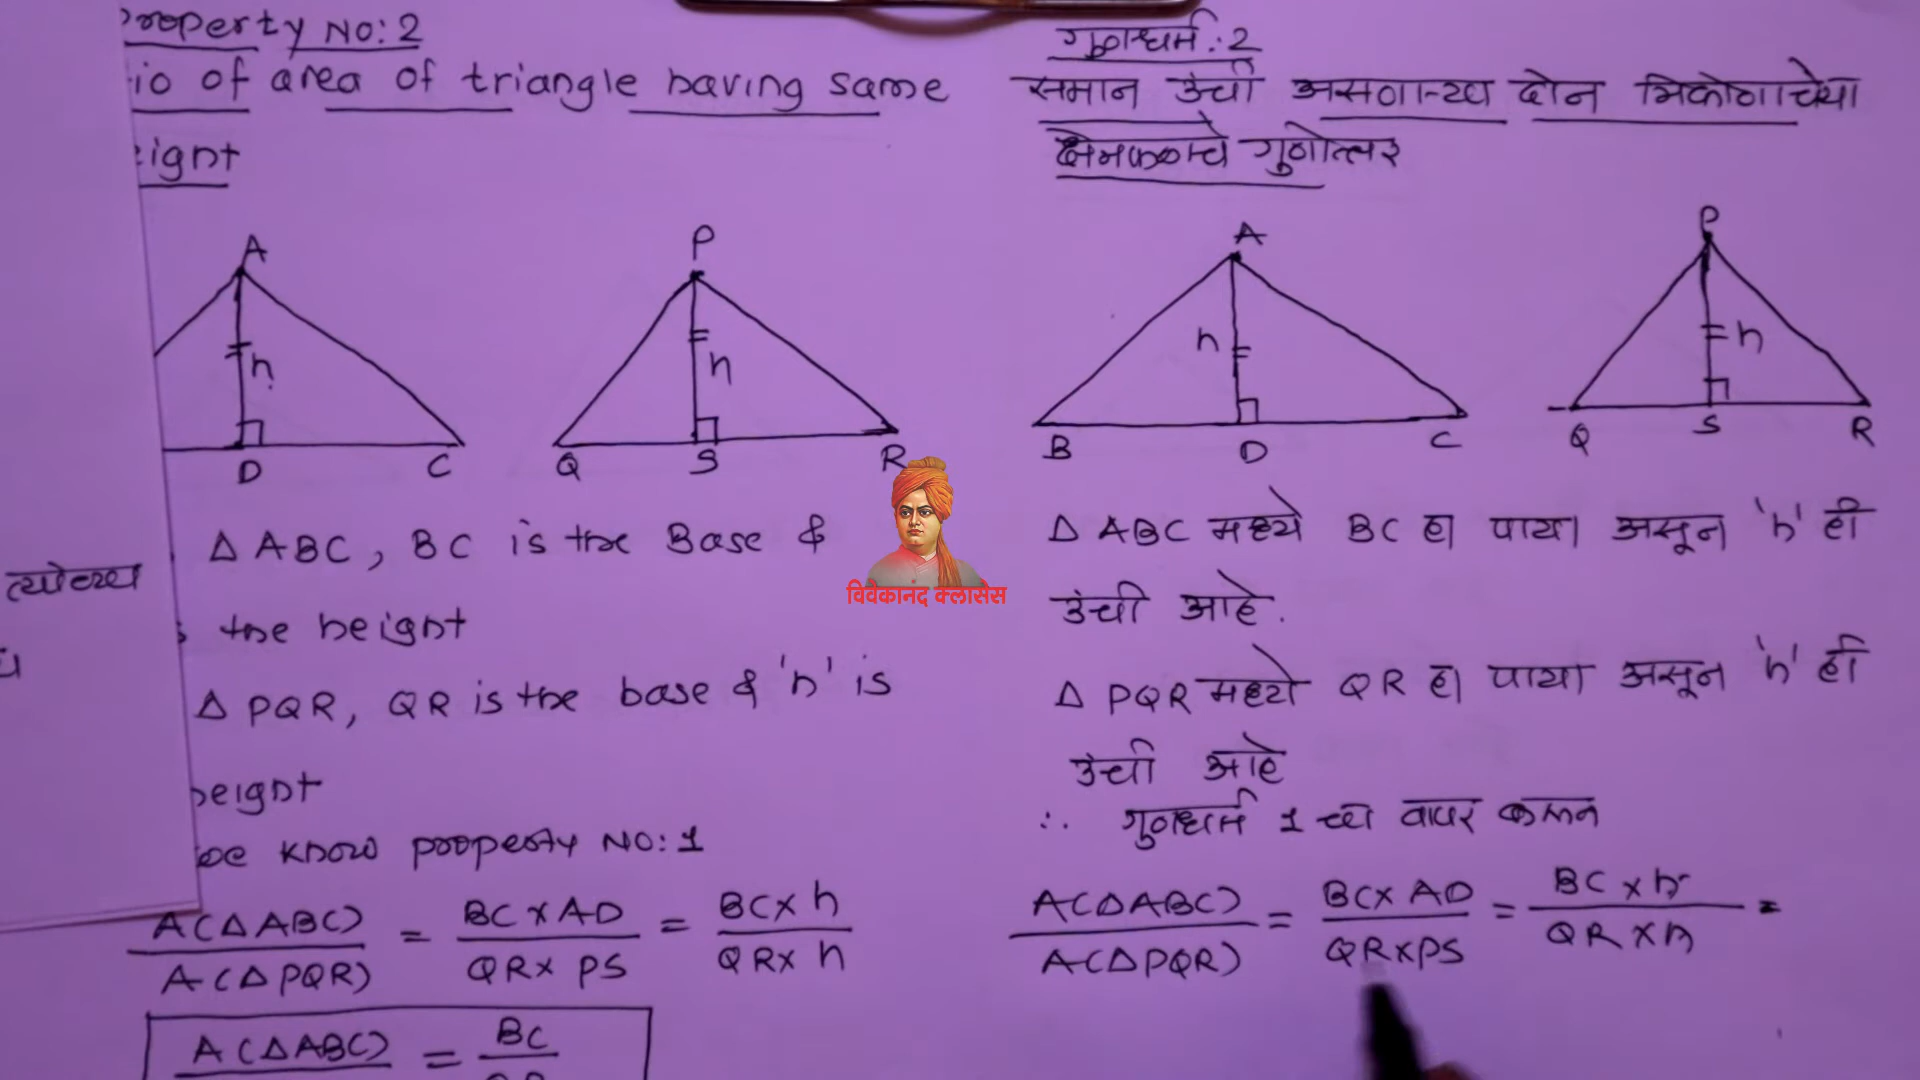 Property NO:2
io of area of triangle having same
eight
A
h
D
C
P
h
Q
S
R
Δ ABC, BC is the Base &
the height
Δ PQR, QR is the base & 'h' is
height
we know property NO:1
A(ΔABC) = BC×AD = BC×h
A(ΔPQR) QR×PS QR×h
A(ΔABC) = BC
विवेकानंद क्लासेस
गुणधर्म:2
समान उंची असणाऱ्या दोन त्रिकोणाच्या
क्षेत्रफळाचे गुणोत्तर
A
h
B
D
C
P
h
Q
S
R
Δ ABC मध्ये BC हा पाया असून 'h' ही
उंची आहे.
Δ PQR मध्ये QR हा पाया असून 'h' ही
उंची आहे
∴ गुणधर्म 1 चा वापर करून
A(ΔABC) = BC×AD = BC×h =
A(ΔPQR) QR×PS QR×h